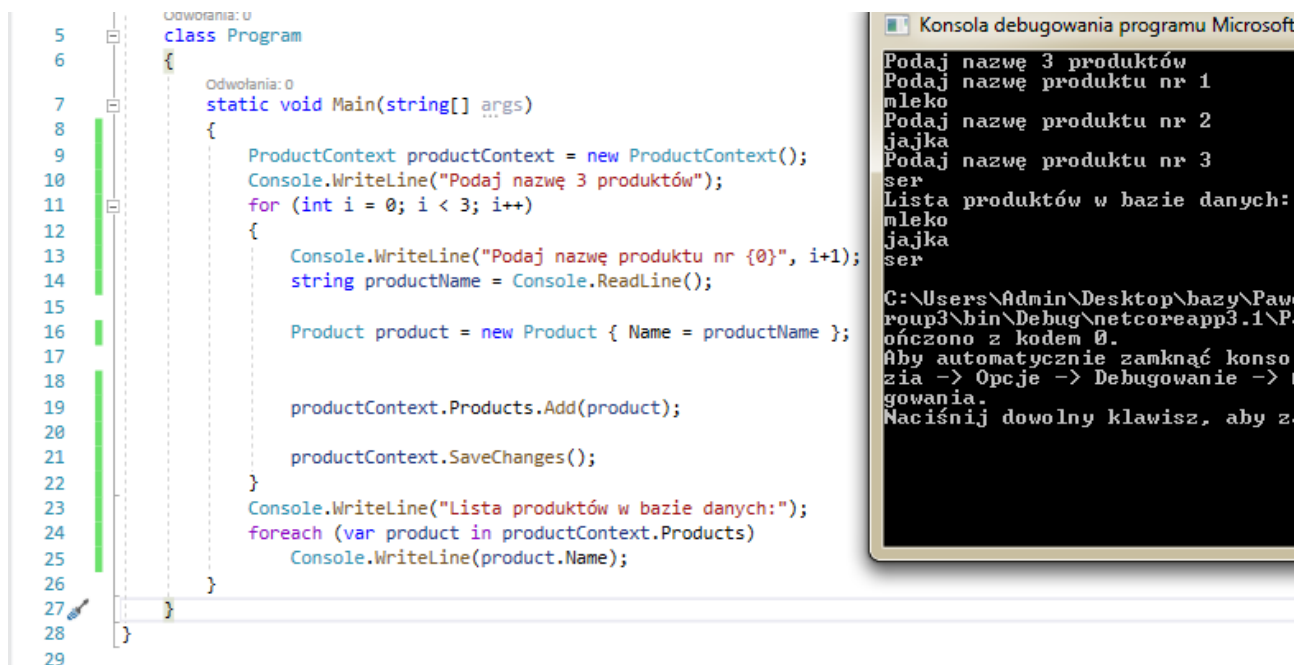 Odwołania: 0
5 class Program
6 {
Odwołania: 0
7 static void Main(string[] args)
8 {
9 ProductContext productContext = new ProductContext();
10 Console.WriteLine("Podaj nazwę 3 produktów");
11 for (int i = 0; i < 3; i++)
12 {
13 Console.WriteLine("Podaj nazwę produktu nr {0}", i+1);
14 string productName = Console.ReadLine();
15
16 Product product = new Product { Name = productName };
17
18
19 productContext.Products.Add(product);
20
21 productContext.SaveChanges();
22 }
23 Console.WriteLine("Lista produktów w bazie danych:");
24 foreach (var product in productContext.Products)
25 Console.WriteLine(product.Name);
26 }
27 }
28 }
29
Konsola debugowania programu Microsoft
Podaj nazwę 3 produktów
Podaj nazwę produktu nr 1
mleko
Podaj nazwę produktu nr 2
jajka
Podaj nazwę produktu nr 3
ser
Lista produktów w bazie danych:
mleko
jajka
ser
C:\Users\Admin\Desktop\bazy\Paw
roup3\bin\Debug\netcoreapp3.1\P
ończono z kodem 0.
Aby automatycznie zamknąć konso
zia -> Opcje -> Debugowanie ->
gowania.
Naciśnij dowolny klawisz, aby z